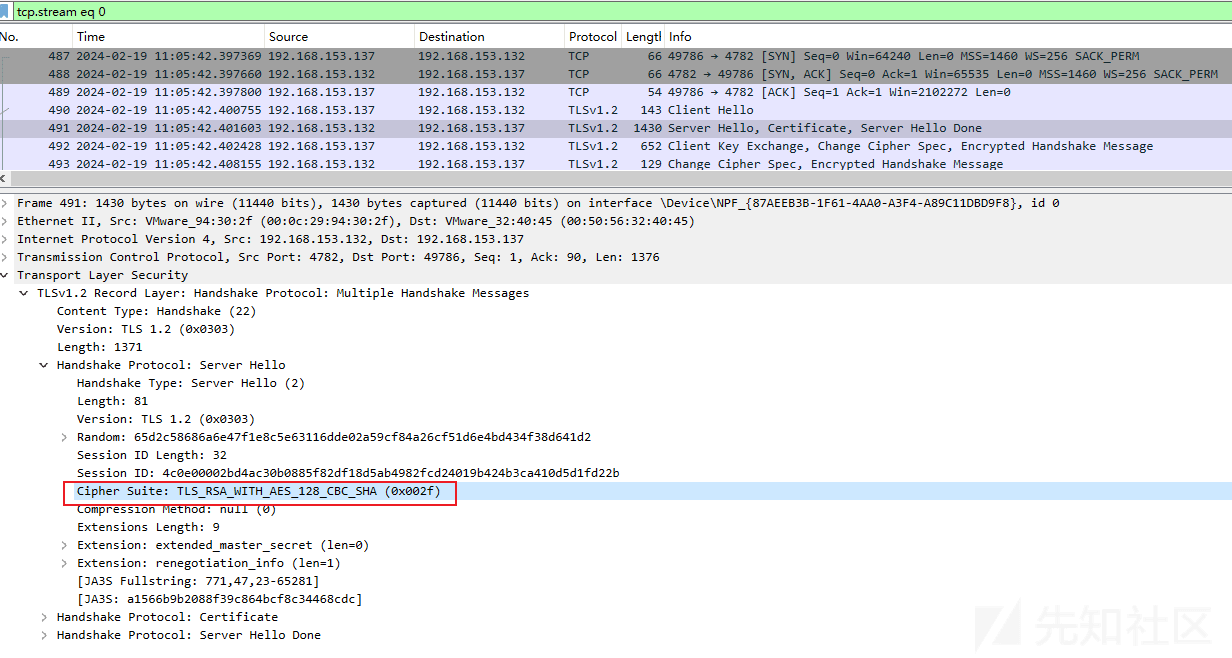 tcp.stream eq 0
No. Time Source Destination Protocol Lengtl Info
487 2024-02-19 11:05:42.397369 192.168.153.137 192.168.153.132 TCP 66 49786 → 4782 [SYN] Seq=0 Win=64240 Len=0 MSS=1460 WS=256 SACK_PERM
488 2024-02-19 11:05:42.397660 192.168.153.132 192.168.153.137 TCP 66 4782 → 49786 [SYN, ACK] Seq=0 Ack=1 Win=65535 Len=0 MSS=1460 WS=256 SACK_PERM
489 2024-02-19 11:05:42.397800 192.168.153.137 192.168.153.132 TCP 54 49786 → 4782 [ACK] Seq=1 Ack=1 Win=2102272 Len=0
490 2024-02-19 11:05:42.400755 192.168.153.137 192.168.153.132 TLSv1.2 143 Client Hello
491 2024-02-19 11:05:42.401603 192.168.153.132 192.168.153.137 TLSv1.2 1430 Server Hello, Certificate, Server Hello Done
492 2024-02-19 11:05:42.402428 192.168.153.137 192.168.153.132 TLSv1.2 652 Client Key Exchange, Change Cipher Spec, Encrypted Handshake Message
493 2024-02-19 11:05:42.408155 192.168.153.132 192.168.153.137 TLSv1.2 129 Change Cipher Spec, Encrypted Handshake Message
Frame 491: 1430 bytes on wire (11440 bits), 1430 bytes captured (11440 bits) on interface \Device\NPF_{87AEEB3B-1F61-4AA0-A3F4-A89C11DBD9F8}, id 0
Ethernet II, Src: VMware_94:30:2f (00:0c:29:94:30:2f), Dst: VMware_32:40:45 (00:50:56:32:40:45)
Internet Protocol Version 4, Src: 192.168.153.132, Dst: 192.168.153.137
Transmission Control Protocol, Src Port: 4782, Dst Port: 49786, Seq: 1, Ack: 90, Len: 1376
Transport Layer Security
TLSv1.2 Record Layer: Handshake Protocol: Multiple Handshake Messages
Content Type: Handshake (22)
Version: TLS 1.2 (0x0303)
Length: 1371
Handshake Protocol: Server Hello
Handshake Type: Server Hello (2)
Length: 81
Version: TLS 1.2 (0x0303)
Random: 65d2c58686a6e47f1e8c5e63116dde02a59cf84a26cf51d6e4bd434f38d641d2
Session ID Length: 32
Session ID: 4c0e00002bd4ac30b0885f82df18d5ab4982fcd24019b424b3ca410d5d1fd22b
Cipher Suite: TLS_RSA_WITH_AES_128_CBC_SHA (0x002f)
Compression Method: null (0)
Extensions Length: 9
Extension: extended_master_secret (len=0)
Extension: renegotiation_info (len=1)
[JA3S Fullstring: 771,47,23-65281]
[JA3S: a1566b9b2088f39c864bcf8c34468cdc]
Handshake Protocol: Certificate
Handshake Protocol: Server Hello Done
先知社区